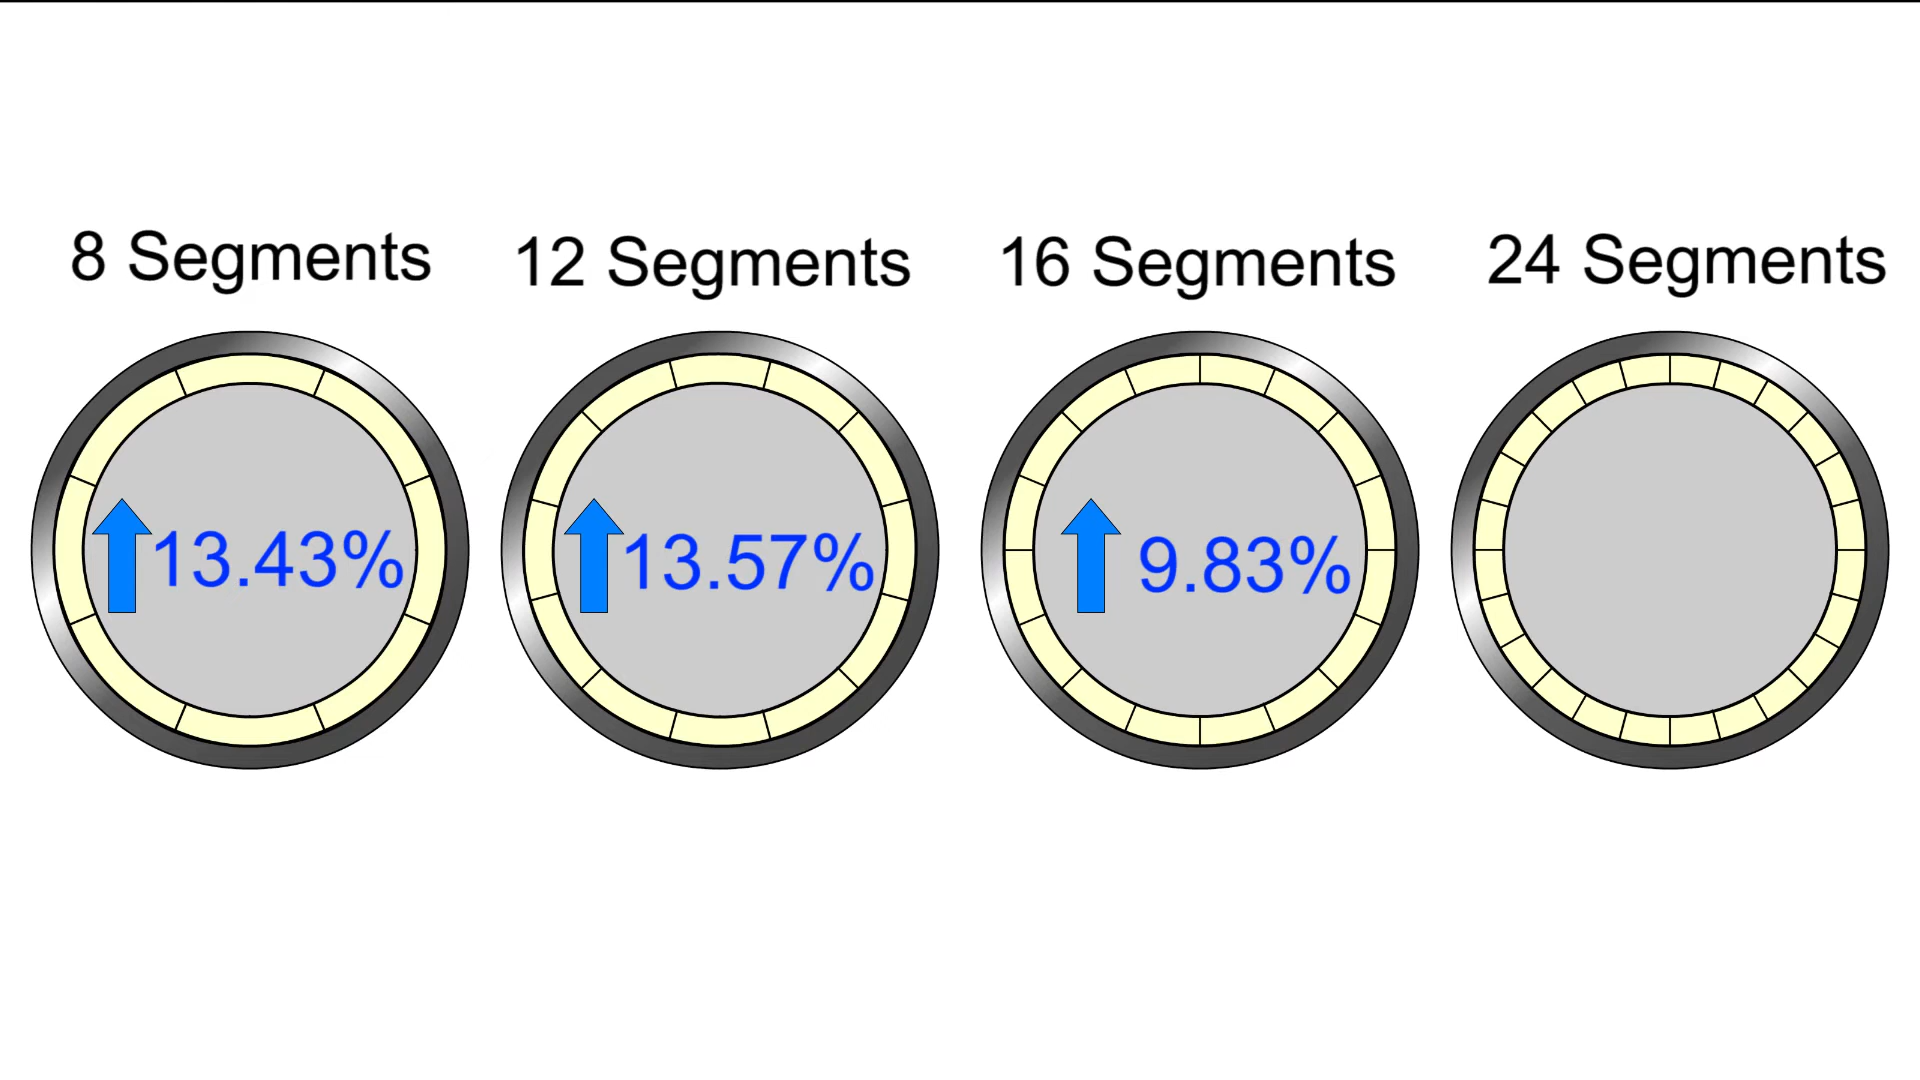 8 Segments
12 Segments
16 Segments
24 Segments
13.43%
13.57%
9.83%